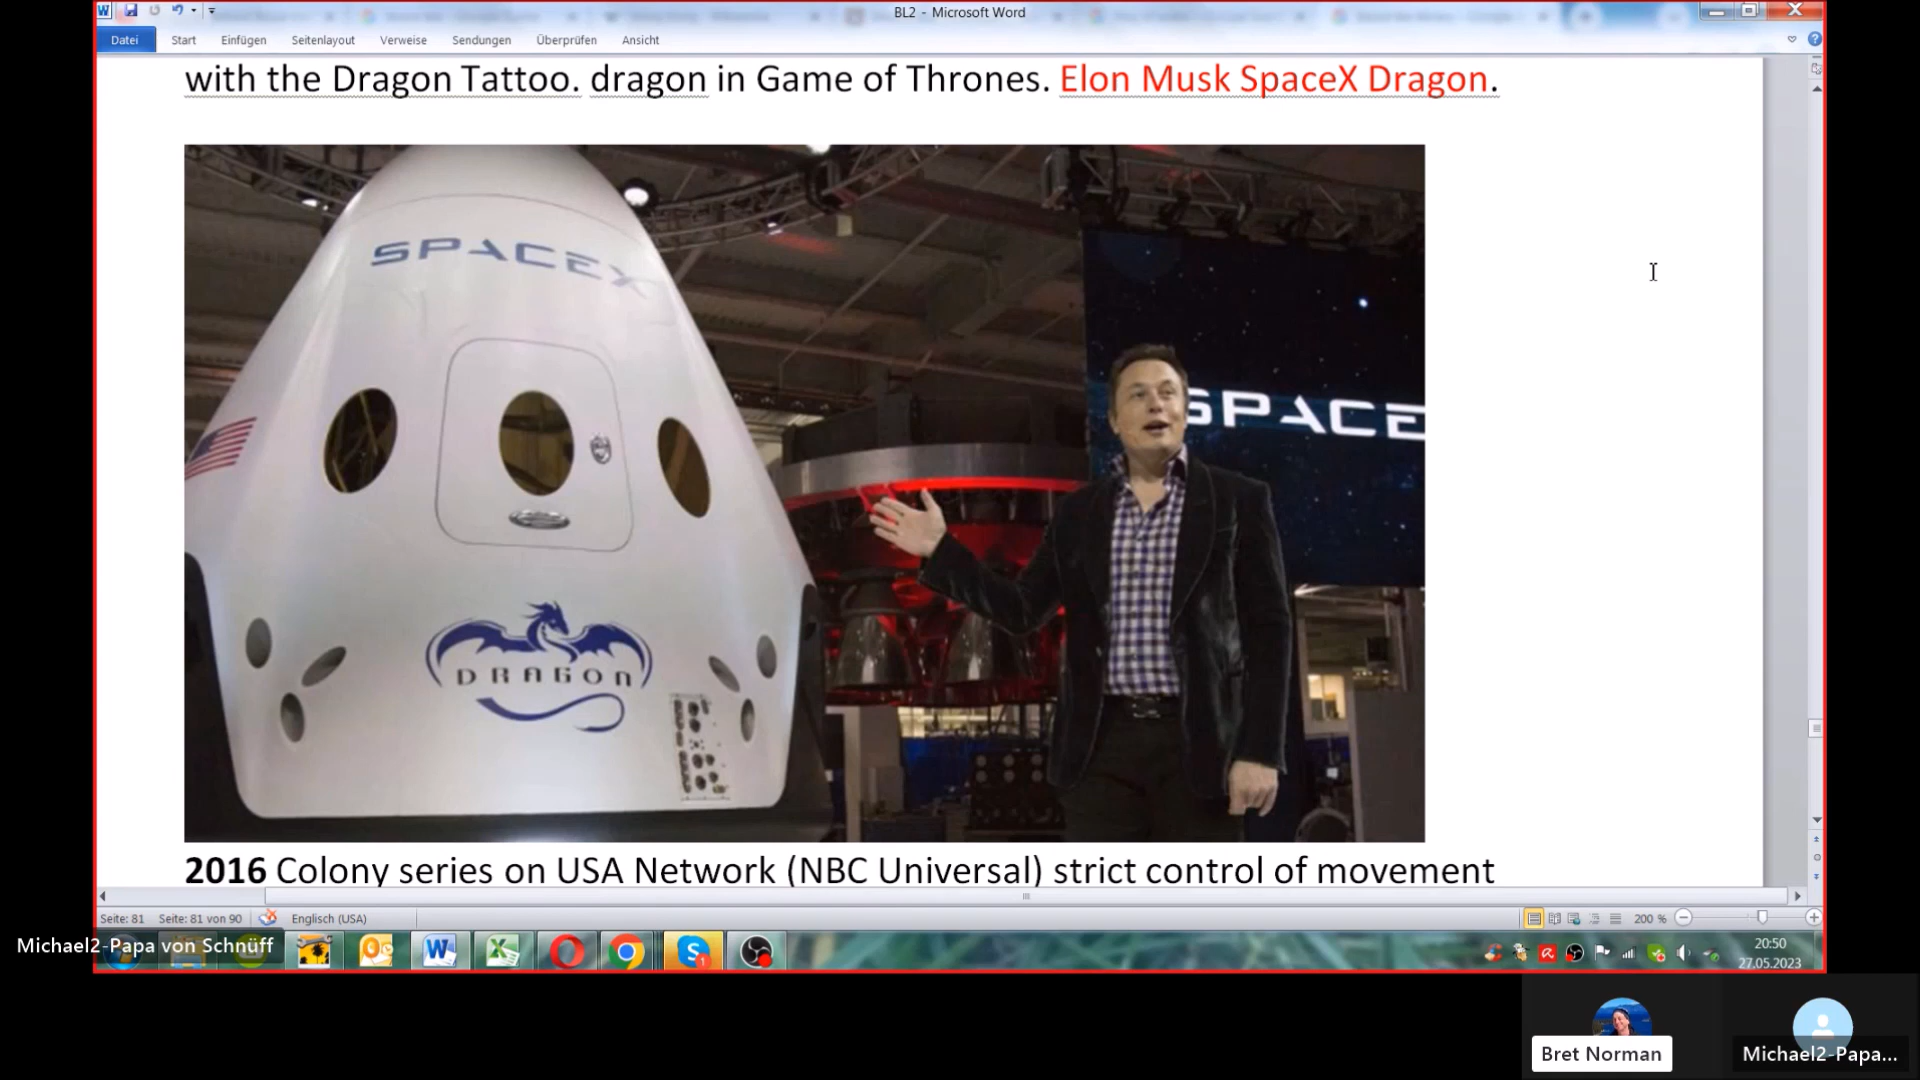 BL2 - Microsoft Word
Datei Start Einfügen Seitenlayout Verweise Sendungen Überprüfen Ansicht
with the Dragon Tattoo. dragon in Game of Thrones. Elon Musk SpaceX Dragon.
SPACEX
SPACE
DRAGON
2016 Colony series on USA Network (NBC Universal) strict control of movement
Seite: 81 Seite: 81 von 90 Englisch (USA) 200 %
Michael2-Papa von Schnüff
20:50
27.05.2023
Bret Norman
Michael2-Papa...